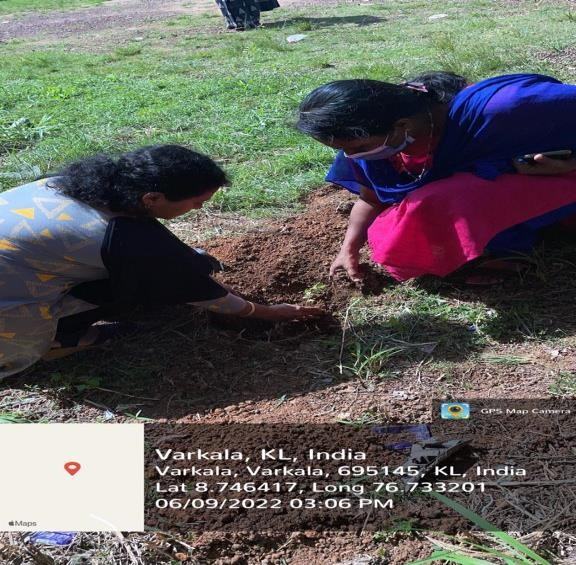 GPS Map Camera
Varkala, KL, India
Varkala, Varkala, 695145, KL, India
Lat 8.746417, Long 76.733201
06/09/2022 03:06 PM
Maps